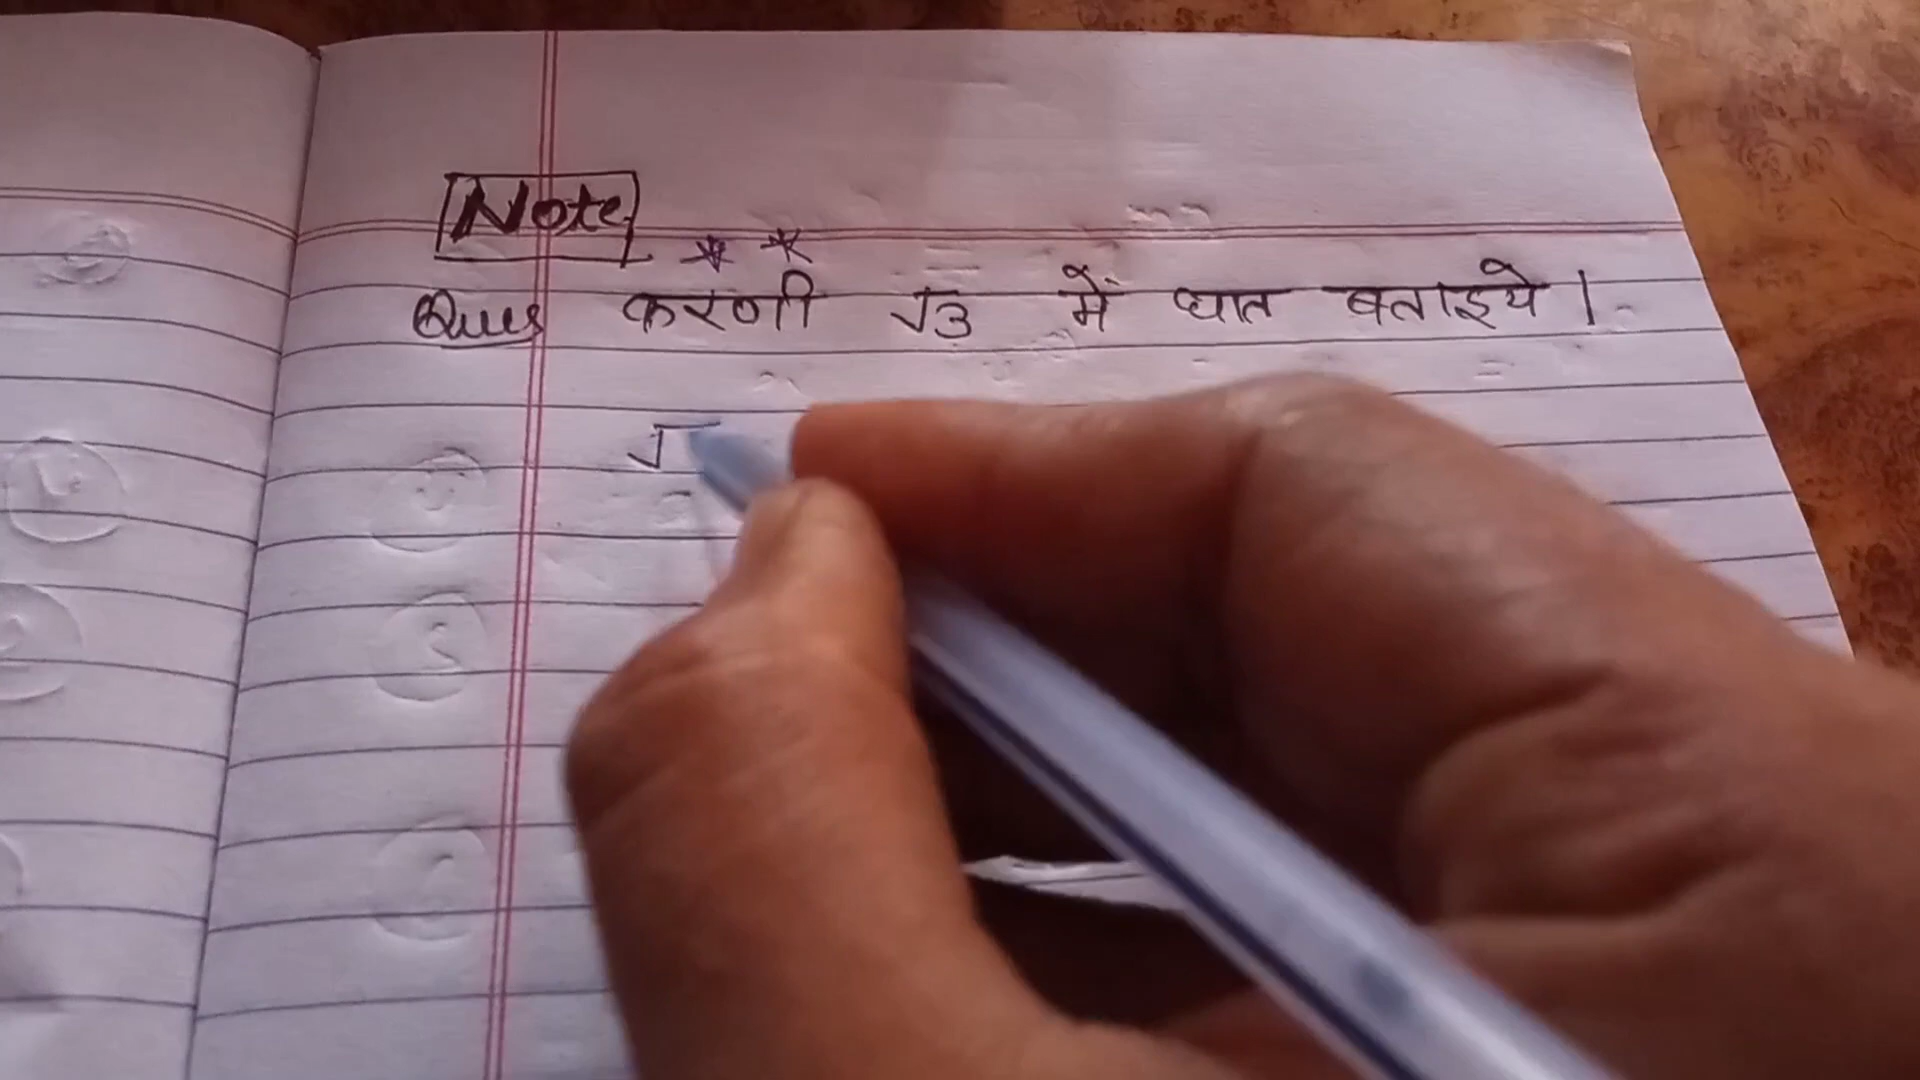 Note
* *
Ques करणी √3 में घात बताइये।
√